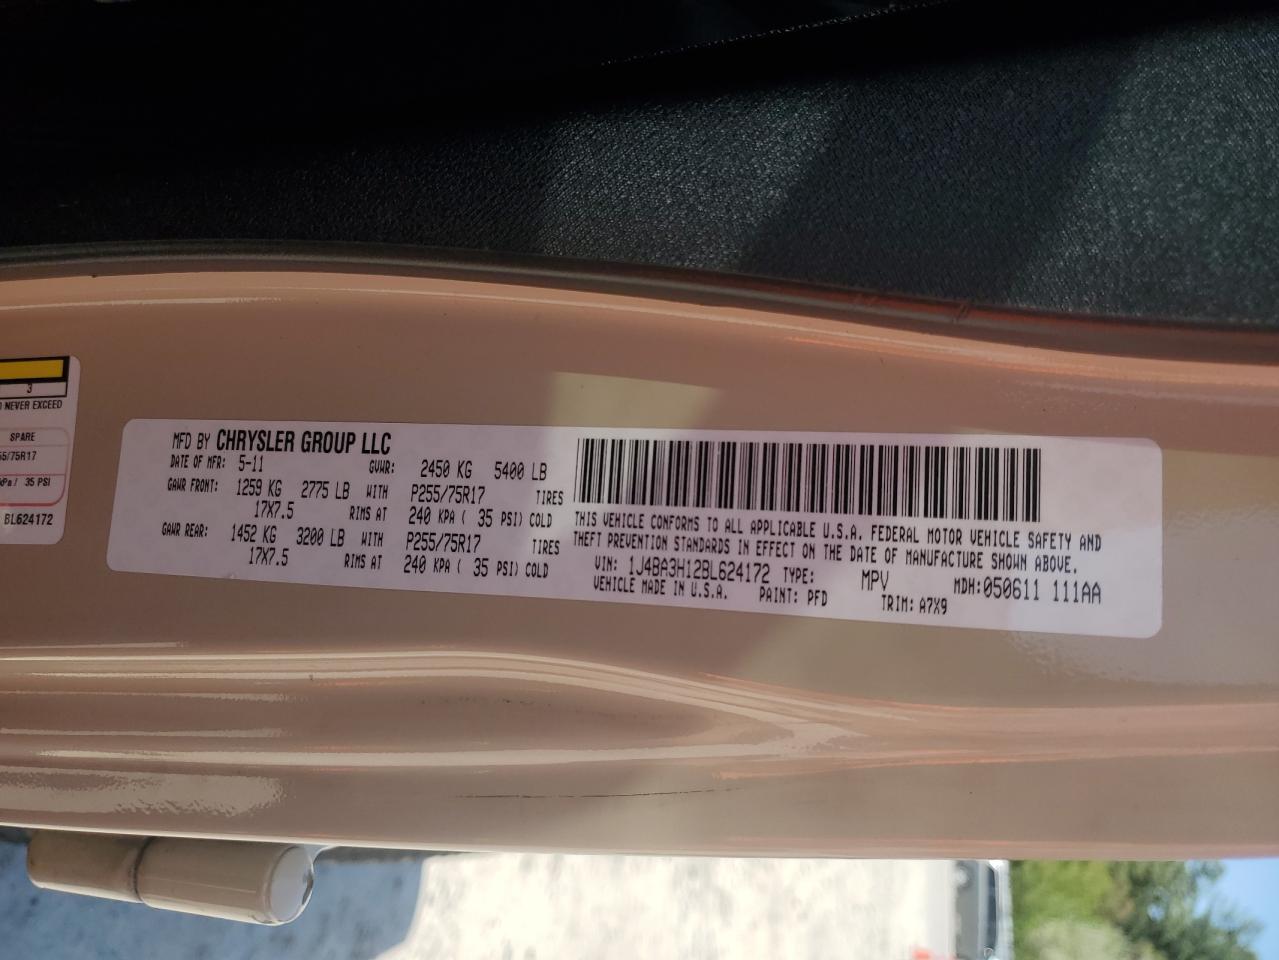 3
NEVER EXCEED
SPARE
55/75R17
kPa / 35 PSI
BL624172
MFD BY CHRYSLER GROUP LLC
DATE OF MFR: 5-11 GVWR: 2450 KG 5400 LB
GAWR FRONT: 1259 KG 2775 LB WITH P255/75R17 TIRES
17X7.5 RIMS AT 240 KPA ( 35 PSI) COLD
GAWR REAR: 1452 KG 3200 LB WITH P255/75R17 TIRES
17X7.5 RIMS AT 240 KPA ( 35 PSI) COLD
THIS VEHICLE CONFORMS TO ALL APPLICABLE U.S.A. FEDERAL MOTOR VEHICLE SAFETY AND
THEFT PREVENTION STANDARDS IN EFFECT ON THE DATE OF MANUFACTURE SHOWN ABOVE.
VIN: 1J4BA3H12BL624172 TYPE: MPV MDH:050611 111AA
VEHICLE MADE IN U.S.A. PAINT: PFD TRIM: A7X9